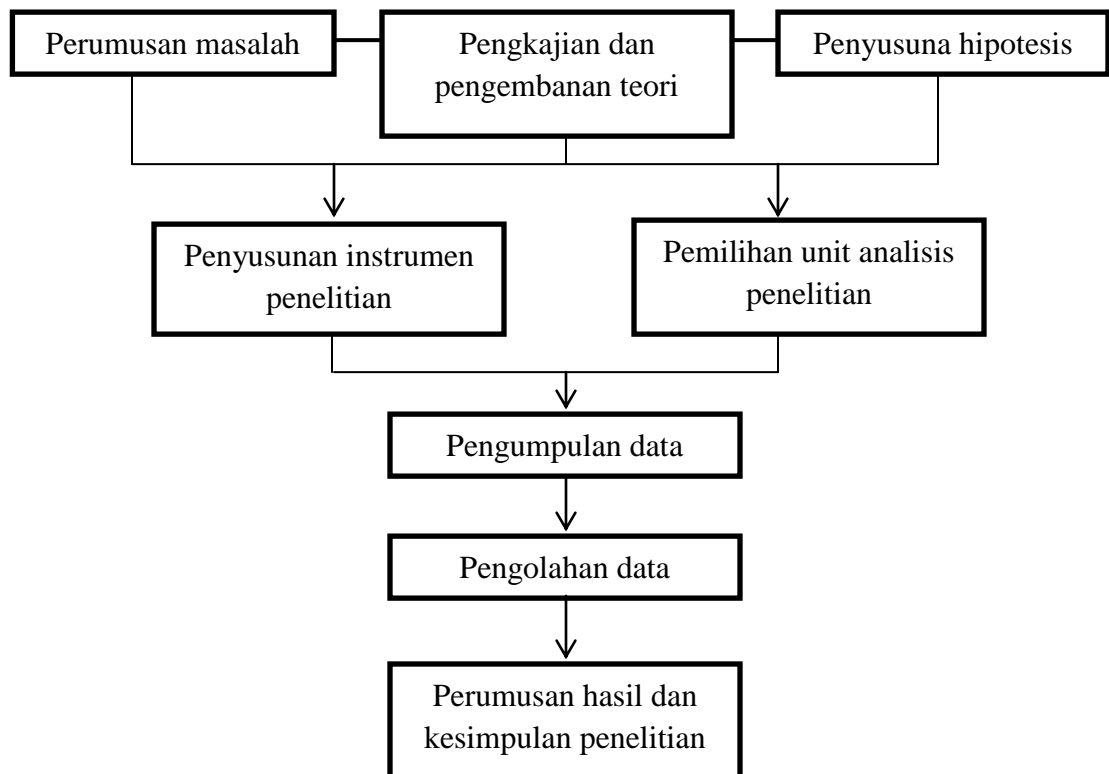 Perumusan masalah
Pengkajian dan
pengembanan teori
Penyusuna hipotesis
Penyusunan instrumen
penelitian
Pemilihan unit analisis
penelitian
Pengumpulan data
Pengolahan data
Perumusan hasil dan
kesimpulan penelitian